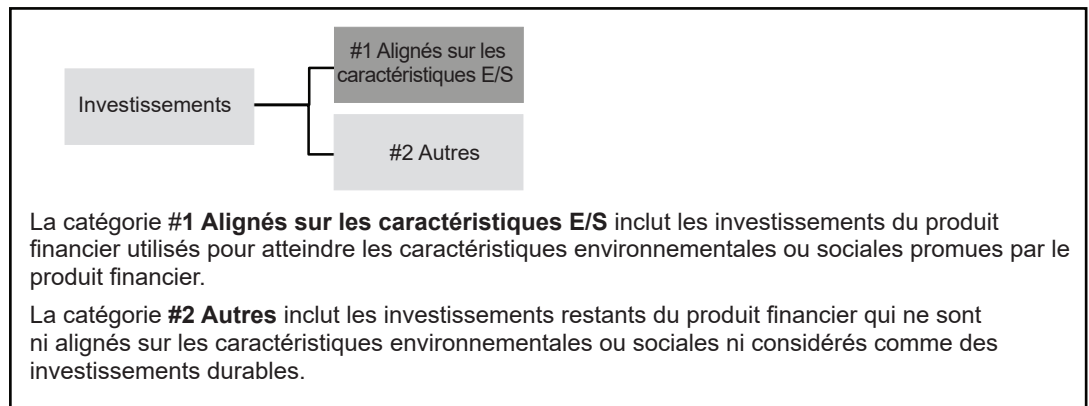 #1 Alignés sur les
caractéristiques E/S
Investissements
#2 Autres
La catégorie #1 Alignés sur les caractéristiques E/S inclut les investissements du produit
financier utilisés pour atteindre les caractéristiques environnementales ou sociales promues par le
produit financier.
La catégorie #2 Autres inclut les investissements restants du produit financier qui ne sont
ni alignés sur les caractéristiques environnementales ou sociales ni considérés comme des
investissements durables.